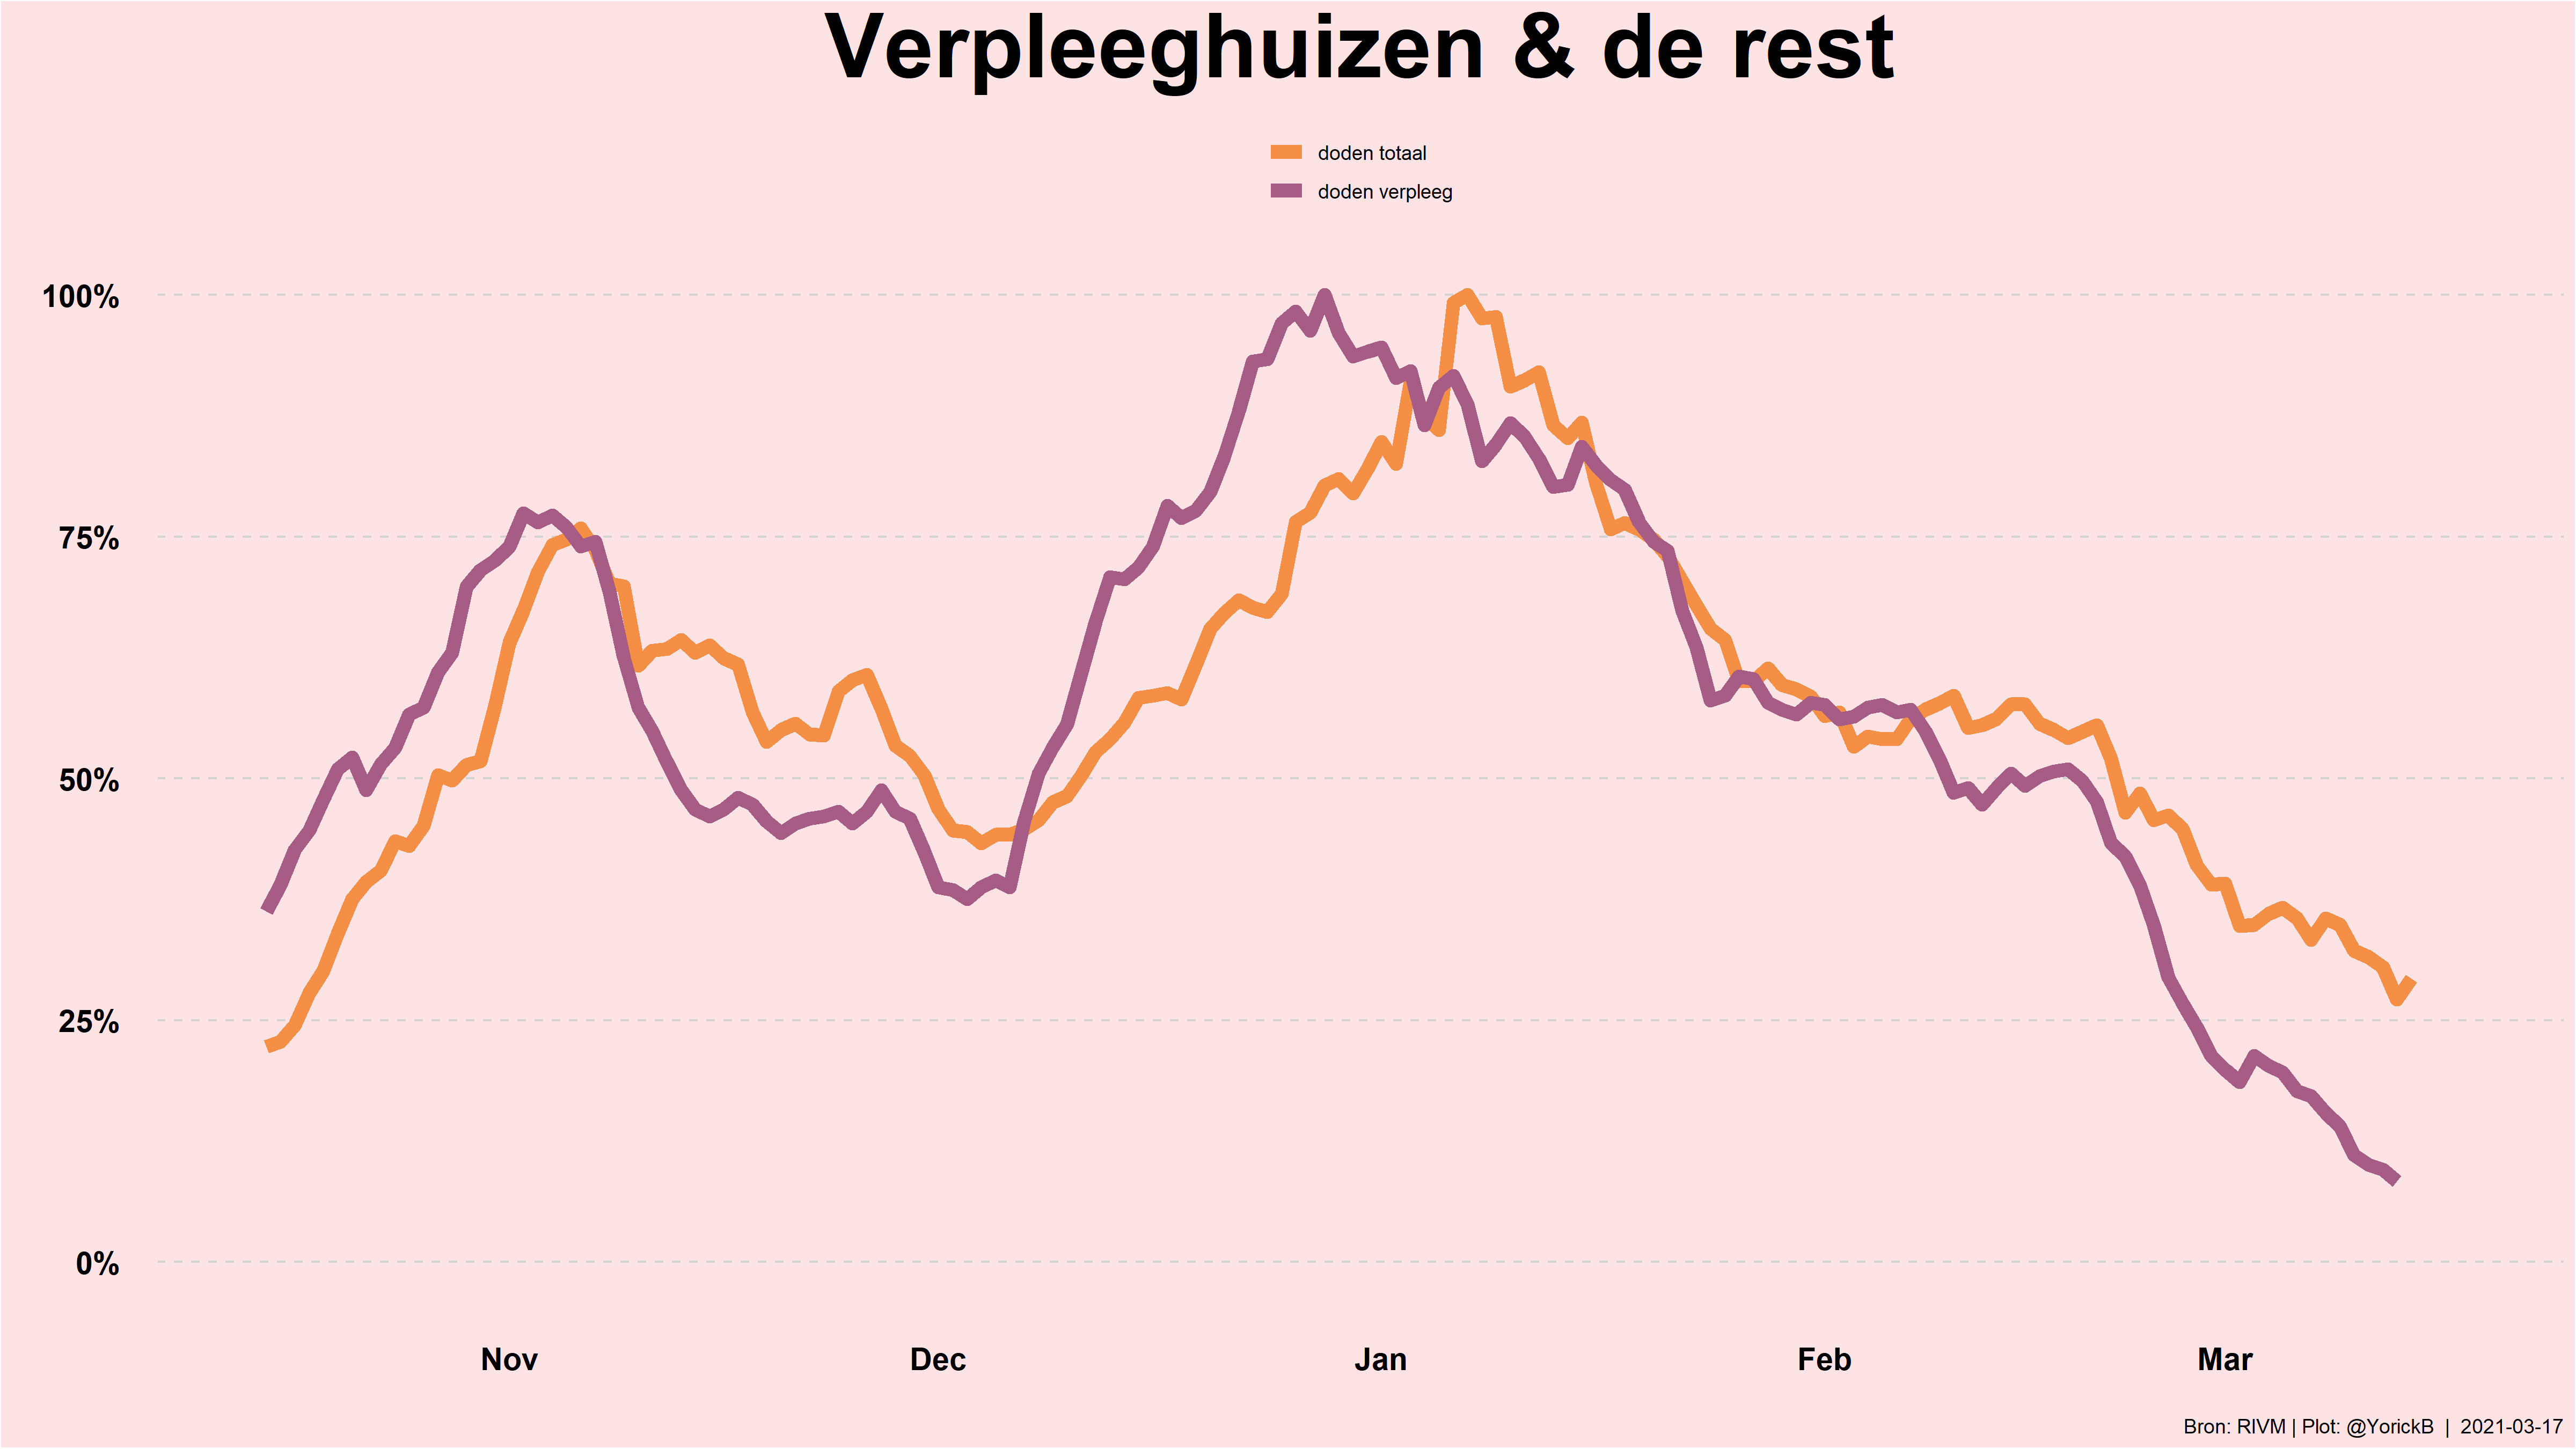 Verpleeghuizen & de rest
doden totaal
doden verpleeg
100%
75%
50%
25%
0%
Nov Dec Jan Feb Mar
Bron: RIVM | Plot: @YorickB | 2021-03-17